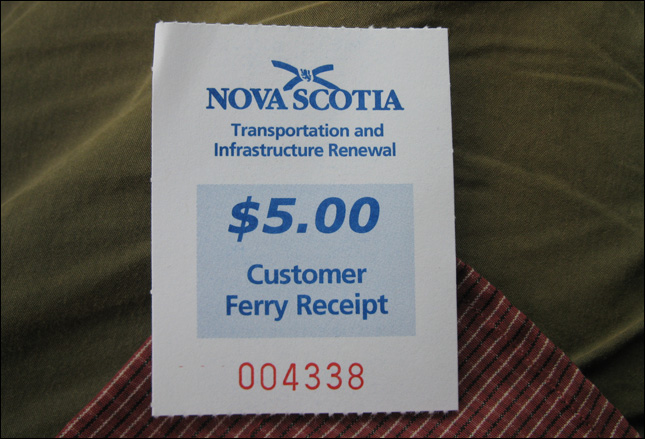 NOVA SCOTIA
Transportation and
Infrastructure Renewal
$5.00
Customer
Ferry Receipt
004338